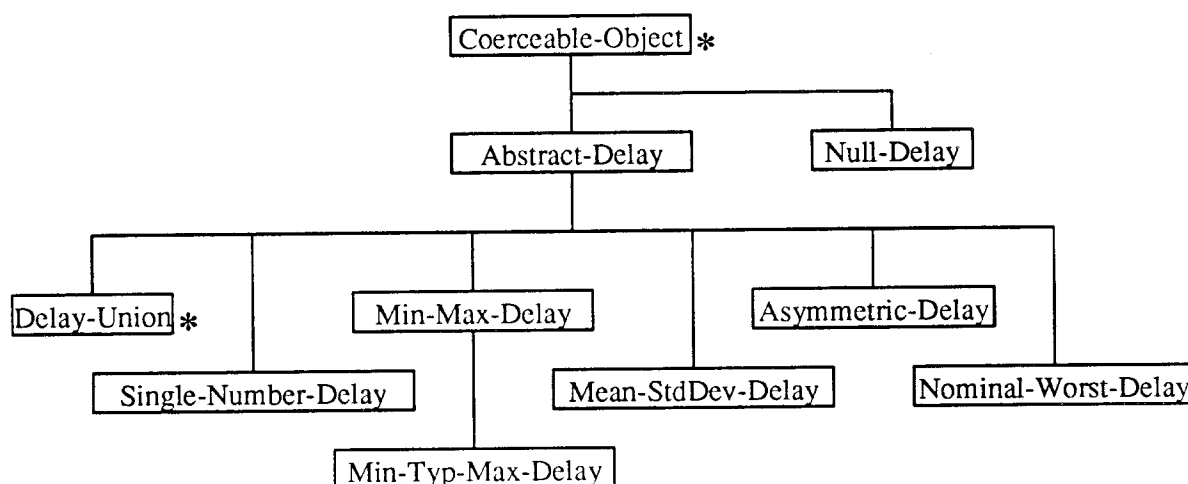 Coerceable-Object *
Abstract-Delay
Null-Delay
Delay-Union *
Min-Max-Delay
Asymmetric-Delay
Single-Number-Delay
Mean-StdDev-Delay
Nominal-Worst-Delay
Min-Typ-Max-Delay